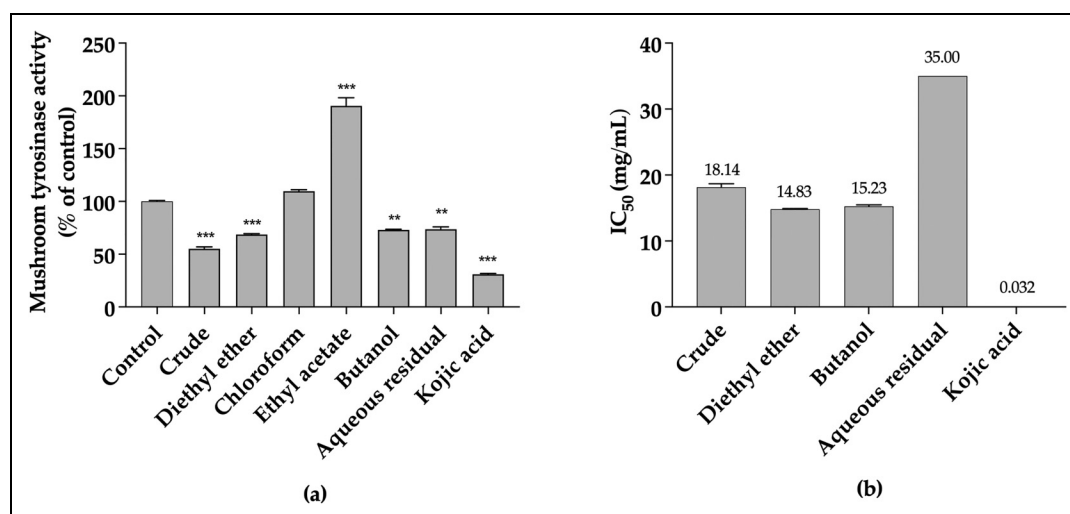 Mushroom tyrosinase activty
(% of control)
250
200
150
100
50
0
***
***
***
**
**
***
Control
Crude
Diethyl ether
Chloroform
Ethyl acetate
Butanol
Aqueous residual
Kojic acid
(a)
IC50 (mg/mL)
40
30
20
10
0
18.14
14.83
15.23
35.00
0.032
Crude
Diethyl ether
Butanol
Aqueous residual
Kojic acid
(b)